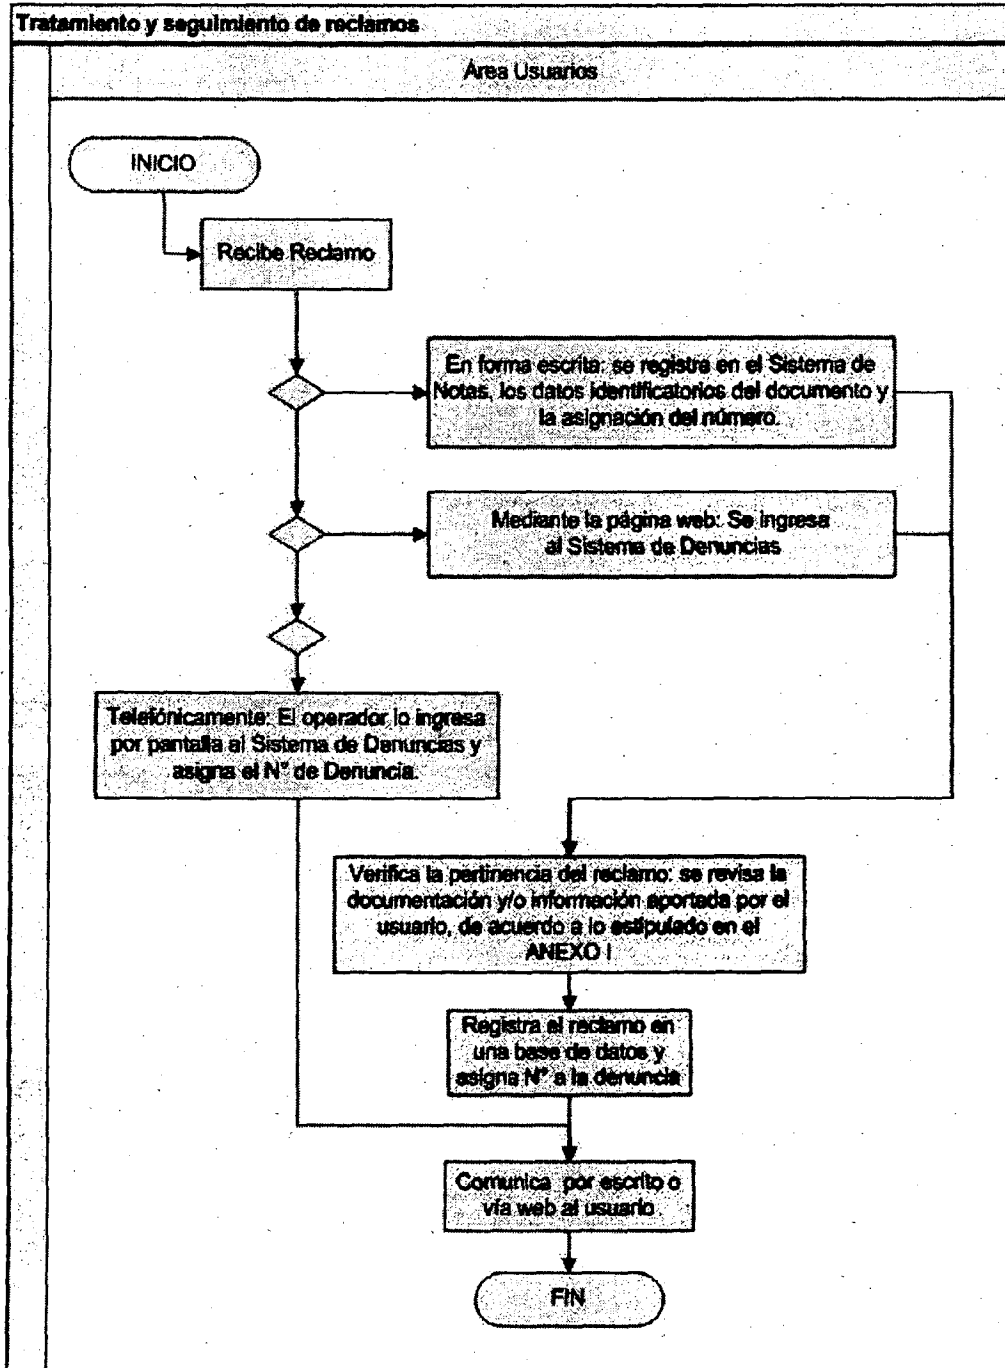 Tratamiento y seguimiento de reclamos
Área Usuarios
INICIO
Recibe Reclamo
En forma escrita: se registra en el Sistema de
Notas, los datos identificatorios del documento y
la asignación del número.
Mediante la página web: Se ingresa
al Sistema de Denuncias
Telefónicamente: El operador lo ingresa
por pantalla al Sistema de Denuncias y
asigna el N° de Denuncia.
Verifica la pertinencia del reclamo: se revisa la
documentación y/o información aportada por el
usuario, de acuerdo a lo estipulado en el
ANEXO I
Registra el reclamo en
una base de datos y
asigna N° a la denuncia
Comunica por escrito o
vía web al usuario
FIN